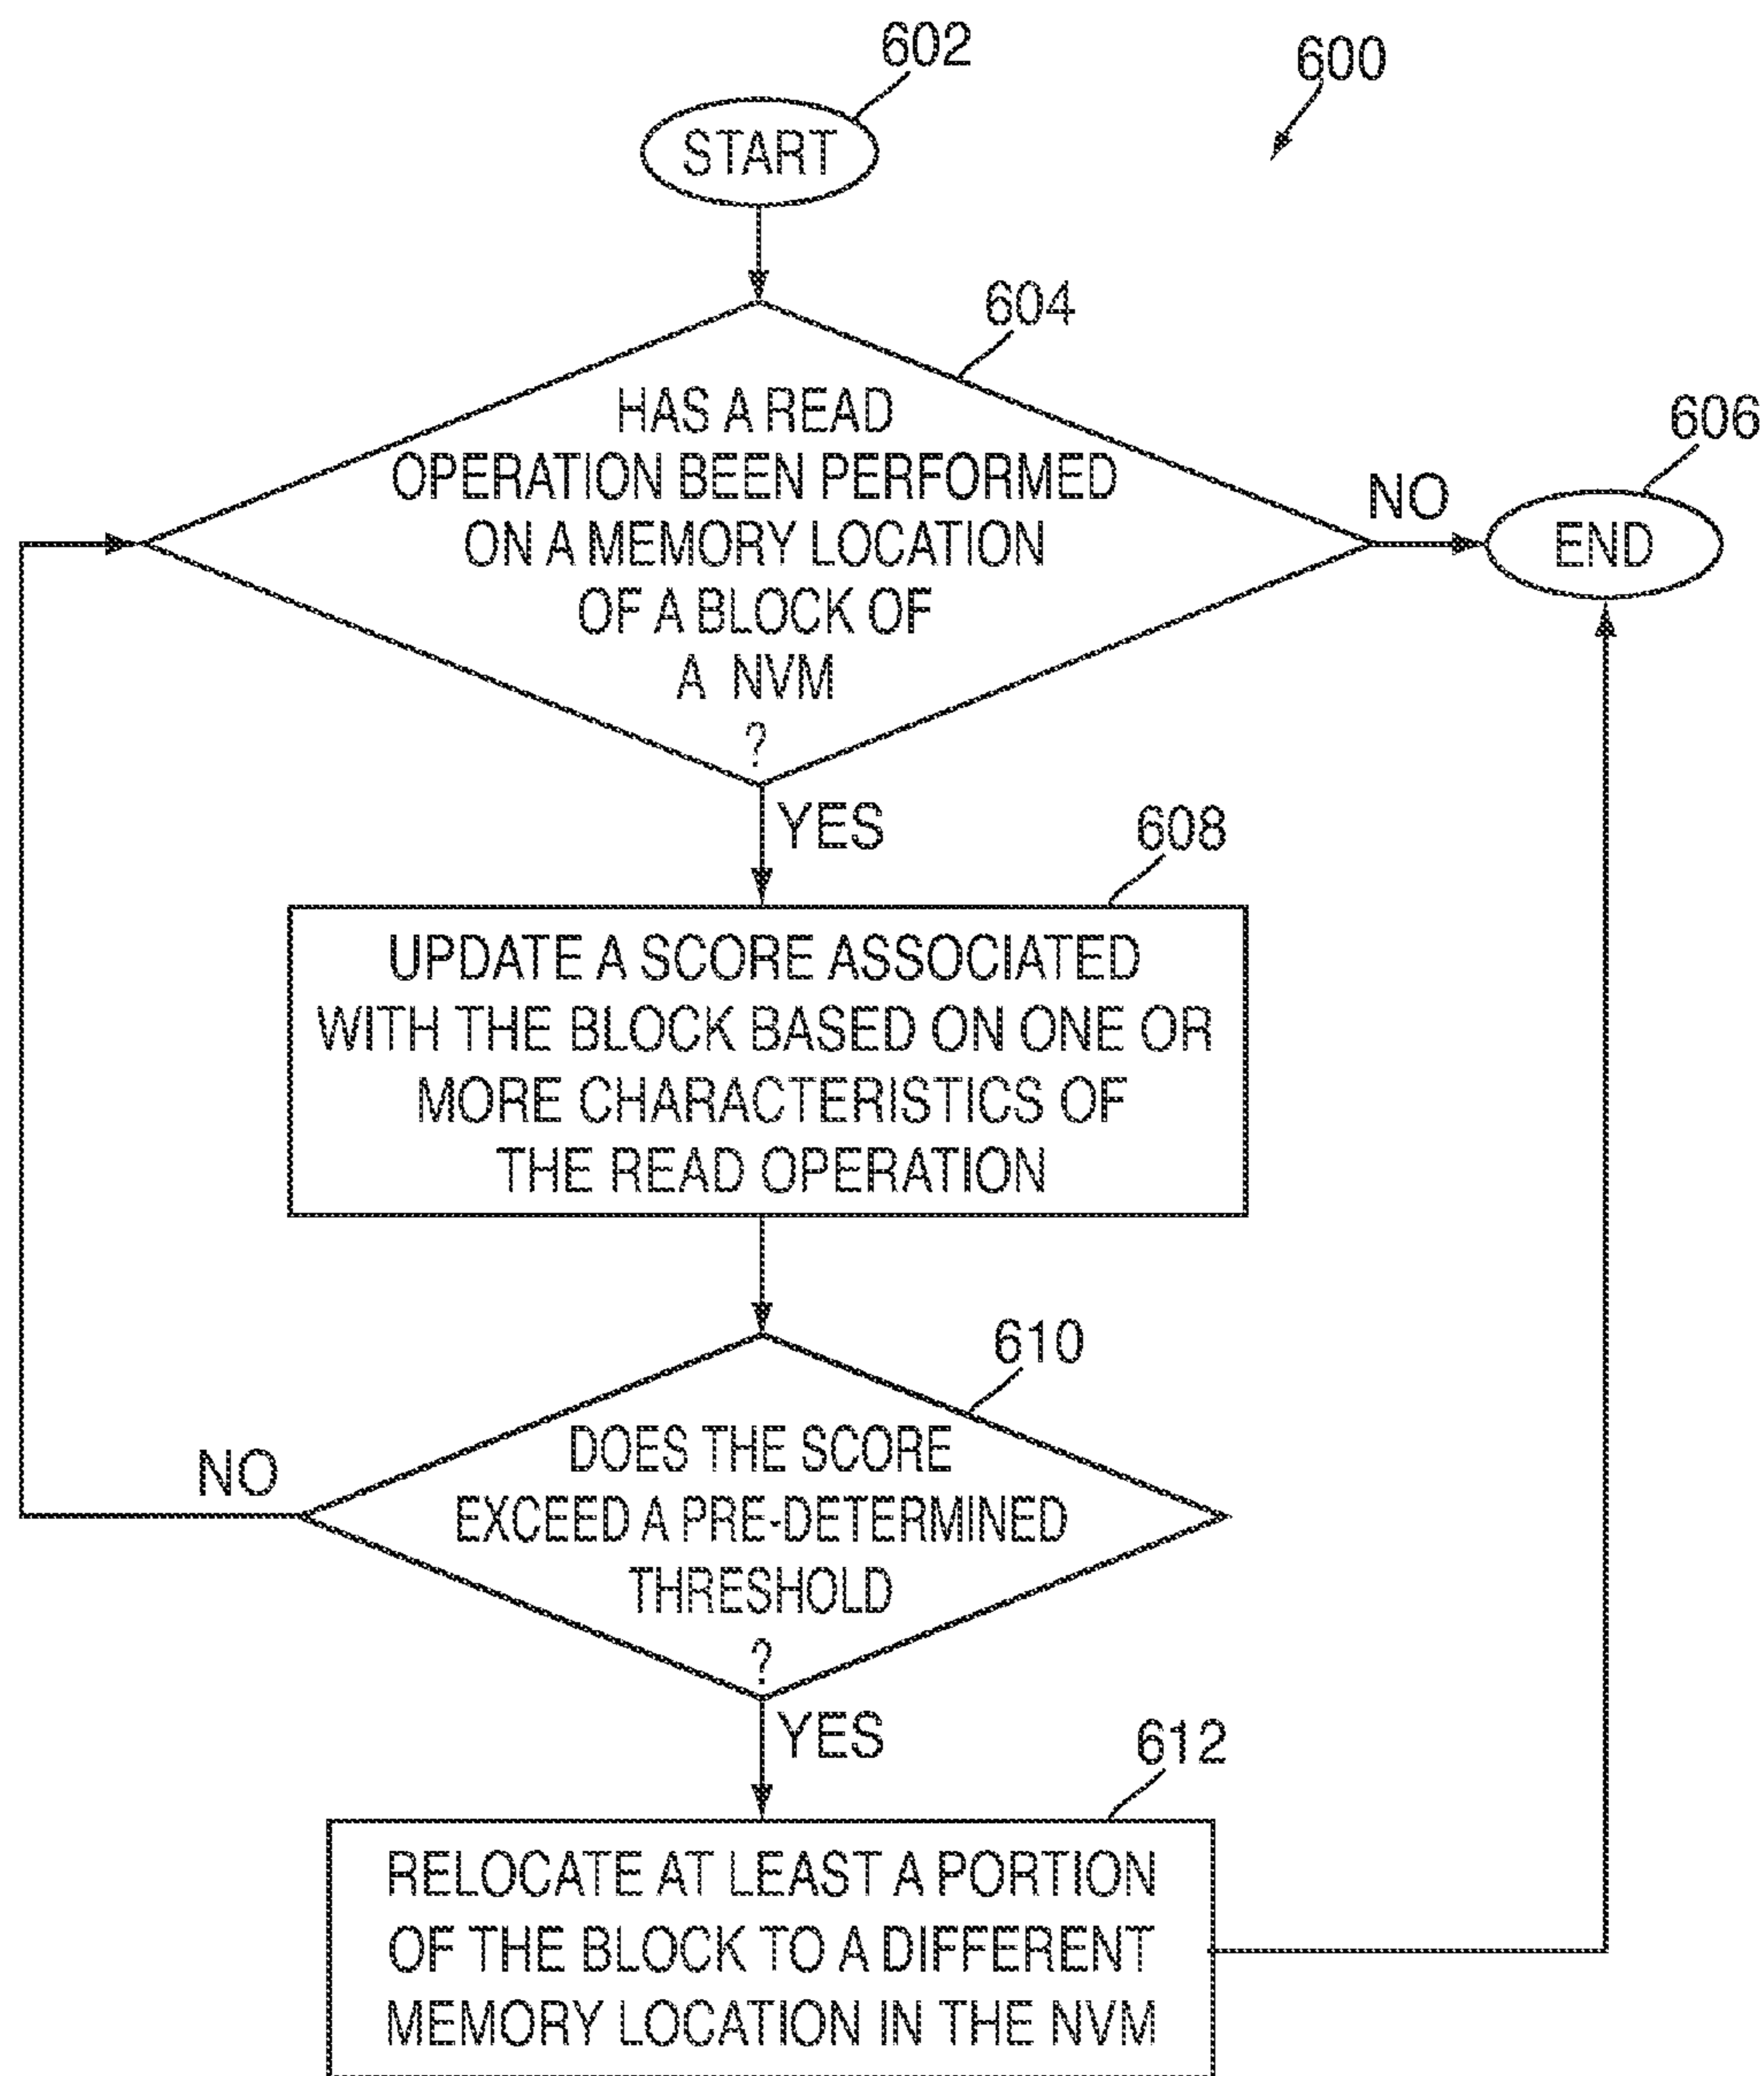 602
600
START
604
HAS A READ
OPERATION BEEN PERFORMED
ON A MEMORY LOCATION
OF A BLOCK OF
A NVM
?
NO
606
END
YES
608
UPDATE A SCORE ASSOCIATED
WITH THE BLOCK BASED ON ONE OR
MORE CHARACTERISTICS OF
THE READ OPERATION
610
DOES THE SCORE
EXCEED A PRE-DETERMINED
THRESHOLD
?
NO
YES
612
RELOCATE AT LEAST A PORTION
OF THE BLOCK TO A DIFFERENT
MEMORY LOCATION IN THE NVM